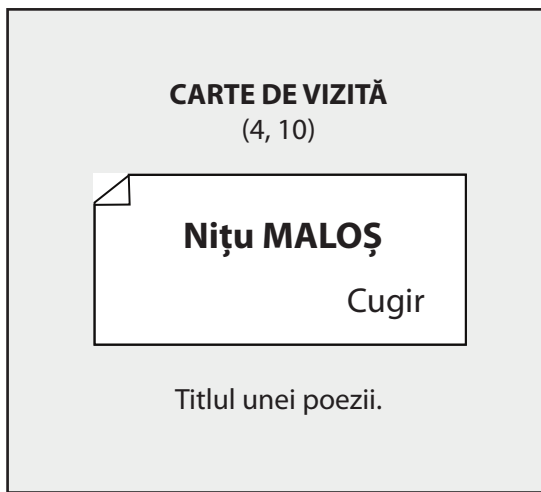 CARTE DE VIZITĂ
(4, 10)
Nițu MALOȘ
Cugir
Titlul unei poezii.